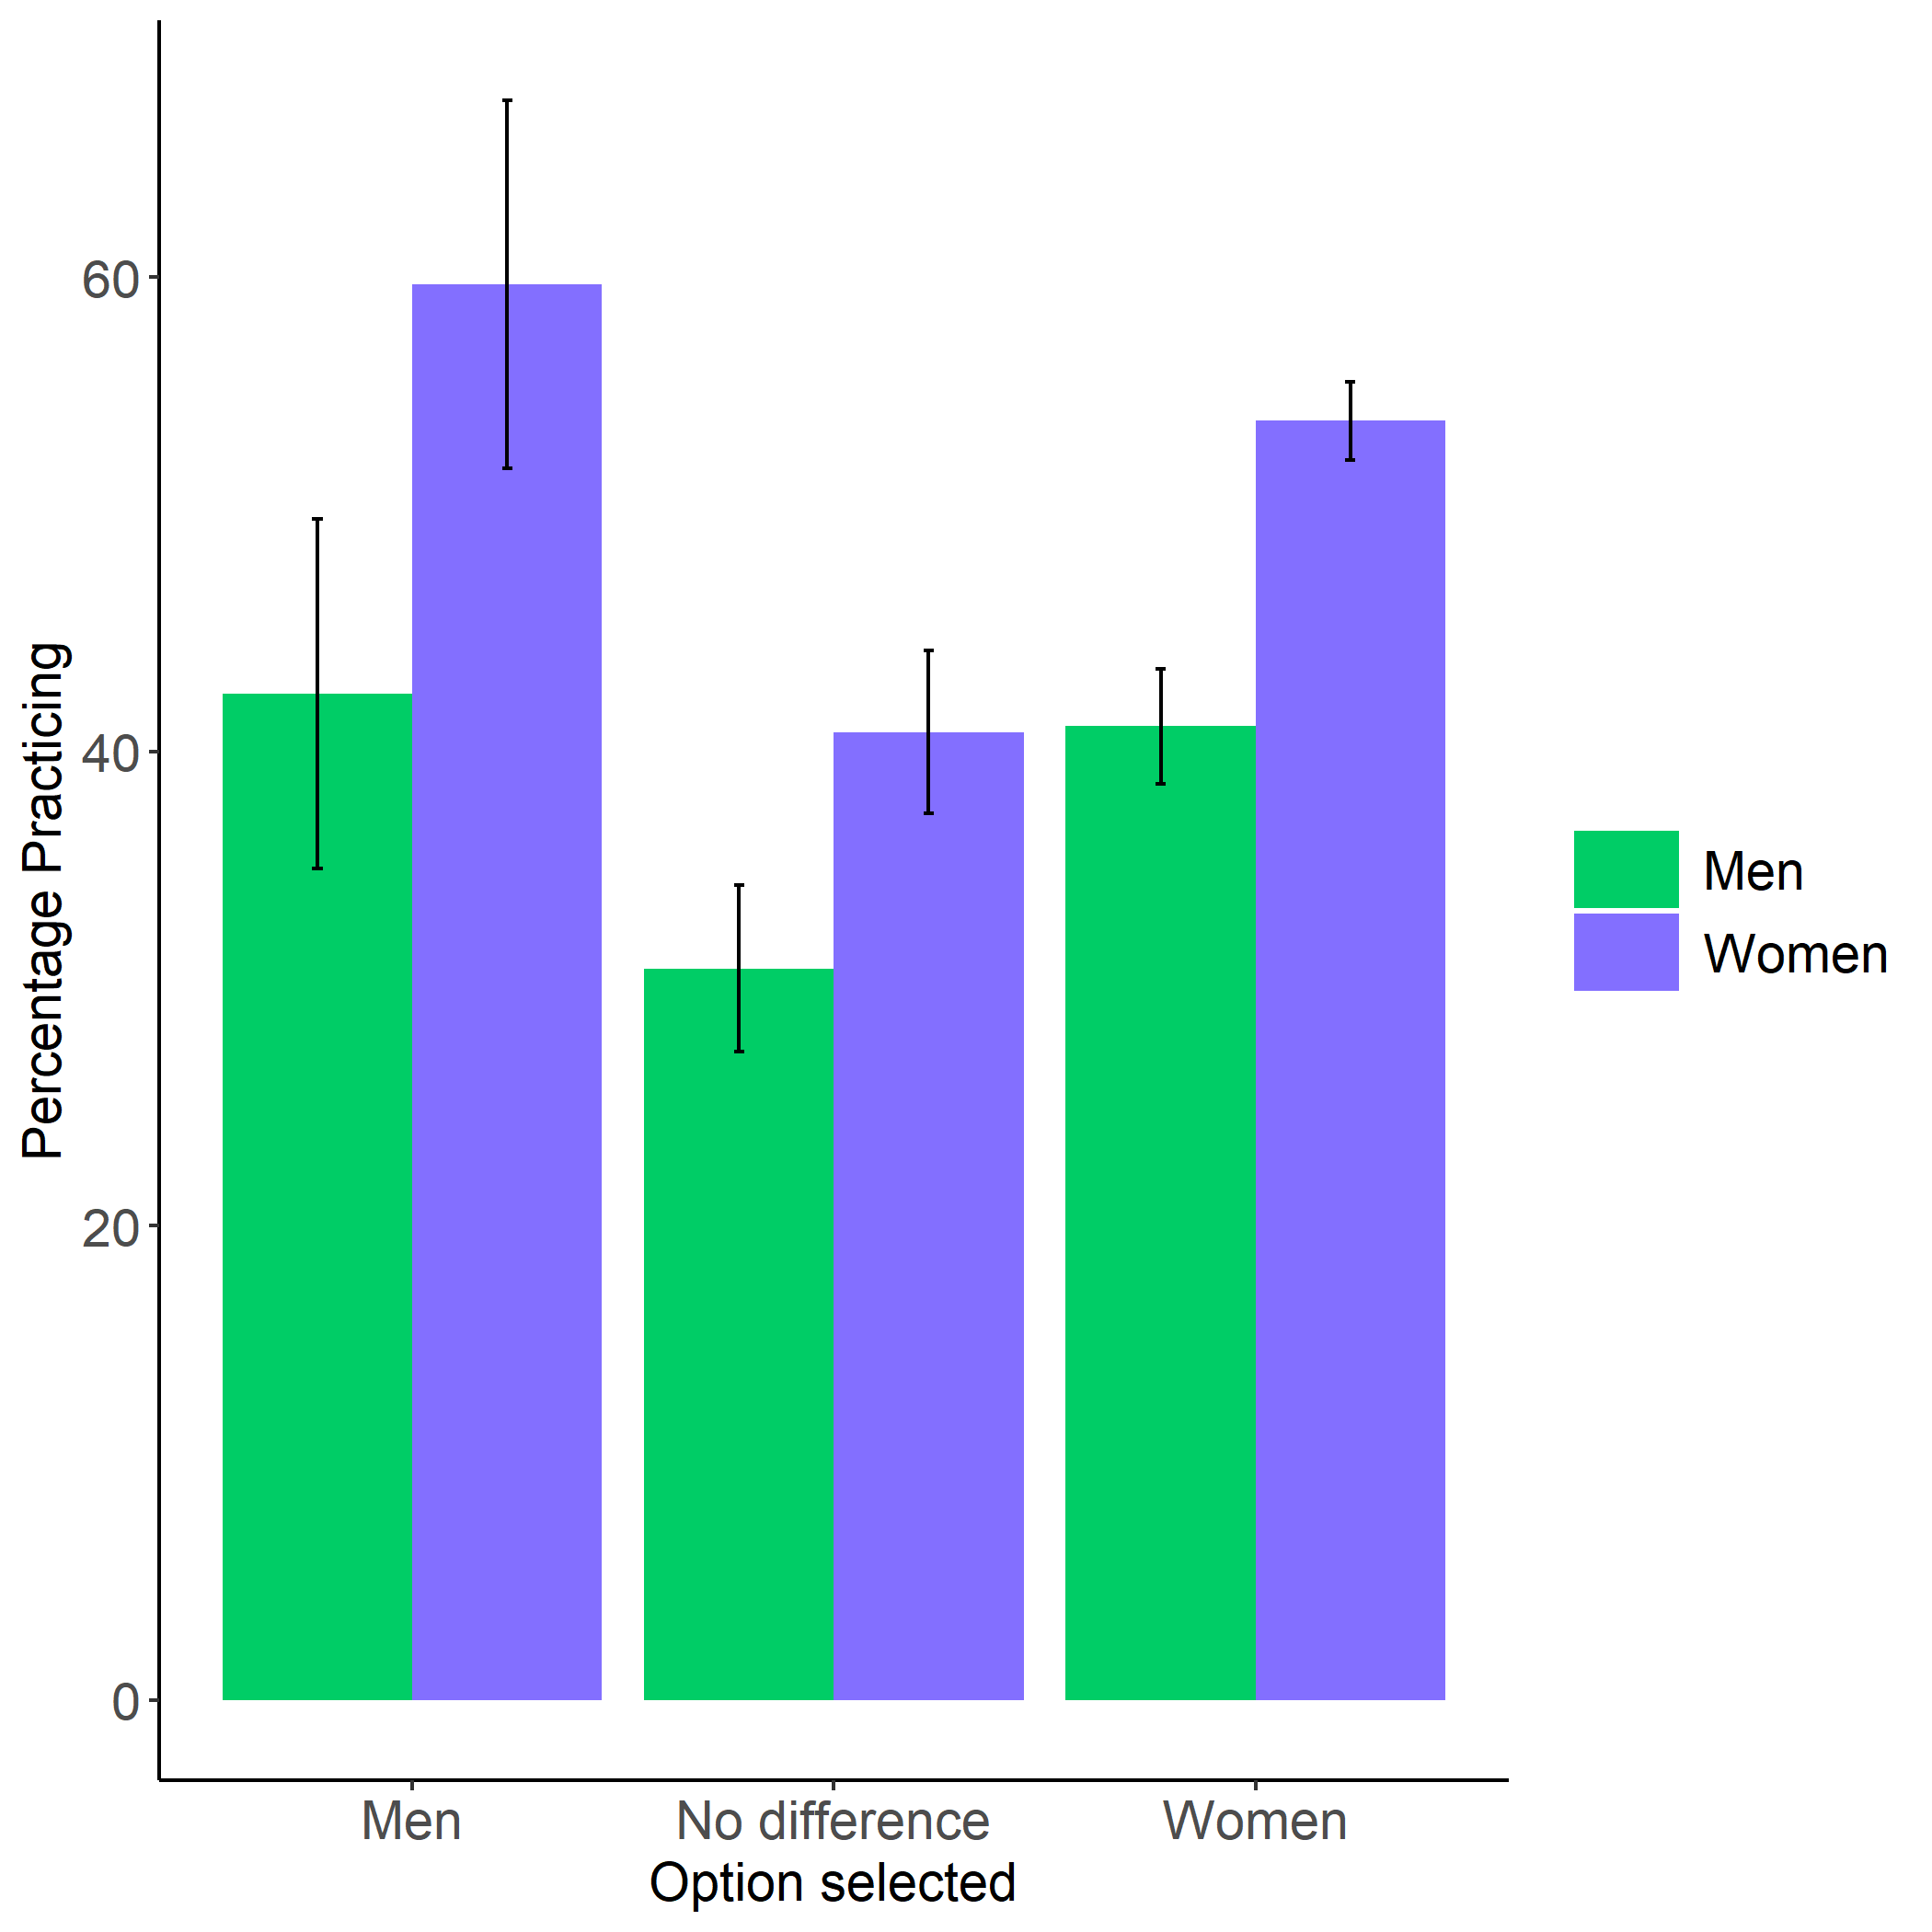 Percentage Practicing
60
40
20
0
Men
No difference
Women
Option selected
Men
Women